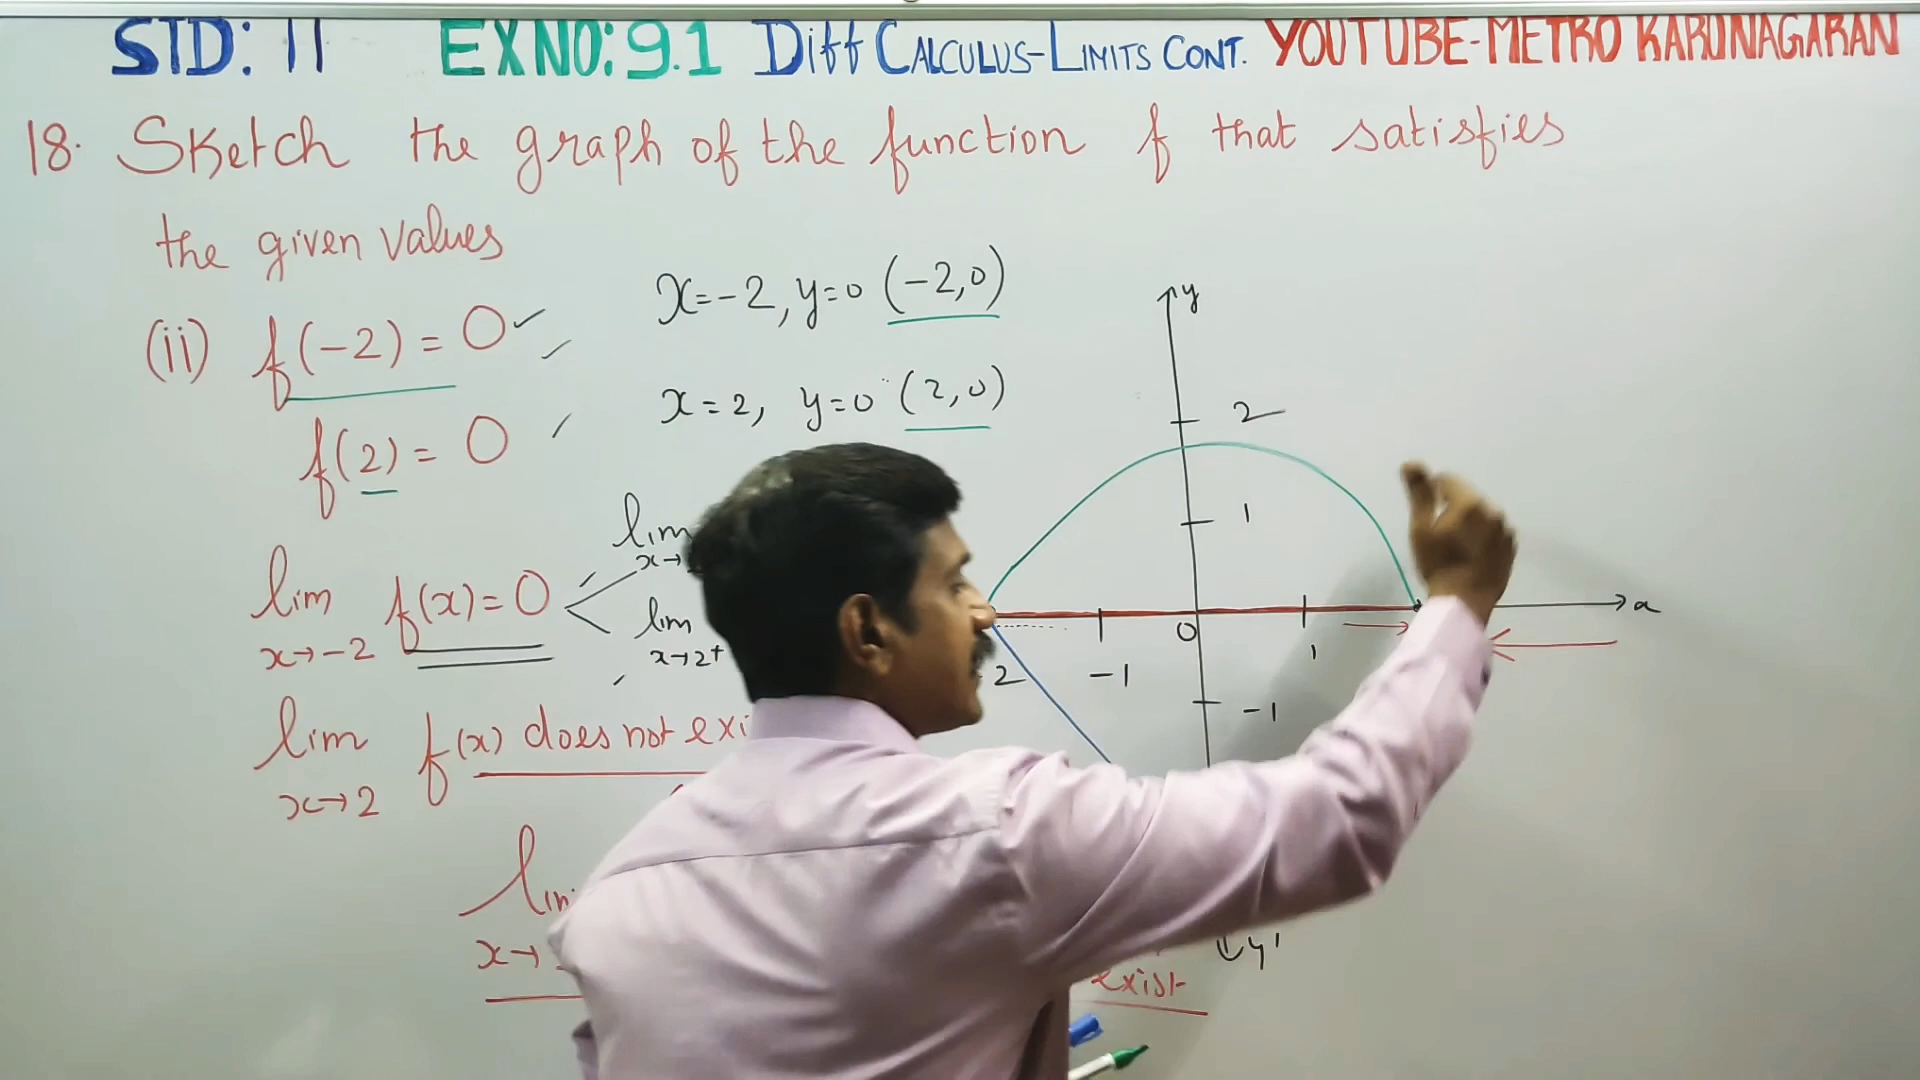 STD: 11 EXNO: 9.1 Diff CALCULUS-LIMITS CONT. YOUTUBE-METRO KARUNAGARAN
18. Sketch the graph of the function f that satisfies
the given values
(ii) f(-2) = 0
f(2) = 0
x=-2, y=0 (-2,0)
x=2, y=0 (2,0)
lim f(x)=0
x→-2
lim
x→
lim
x→2+
lim f(x) does not exi
x→2
lim
x→
exist
y
2
1
0
-1
1
2
-1
x
y'